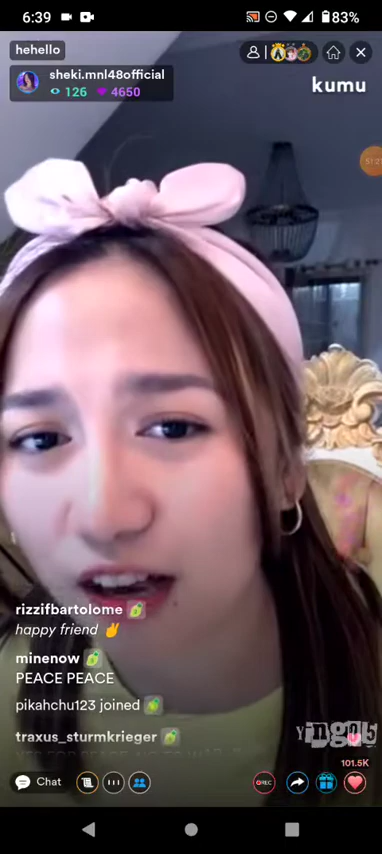 6:39
83%
hehello
sheki.mnl48official
126
4650
kumu
rizzifbartolome
happy friend ✌️
minenow
PEACE PEACE
pikahchu123 joined
traxus_sturmkrieger
101.5K
Chat
REC